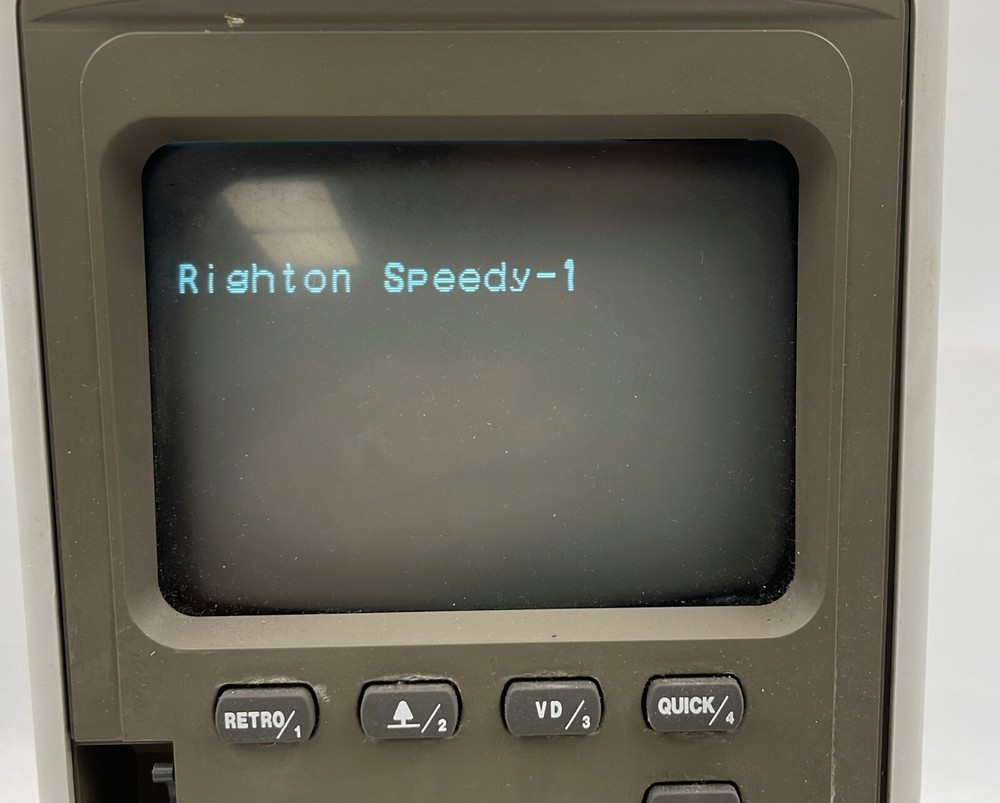 Righton Speedy-1
RETRO/1 /2 VD/3 QUICK/4